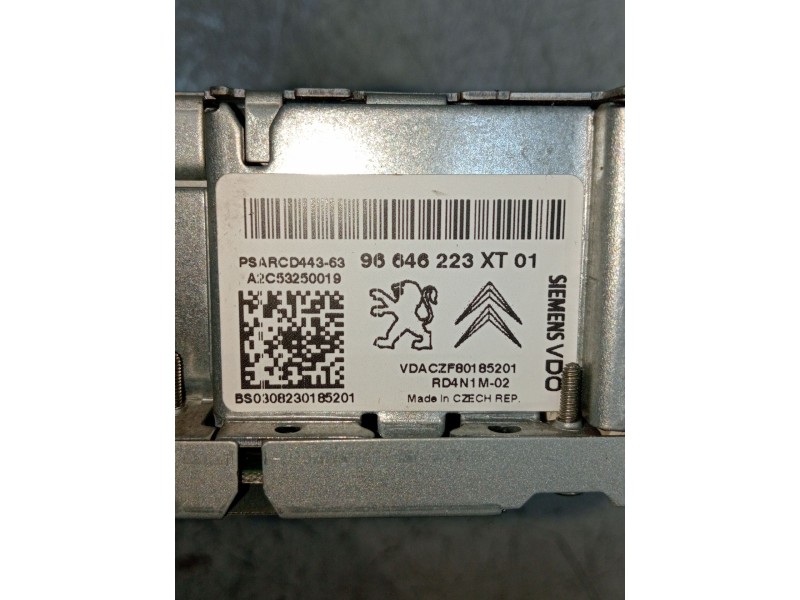 PSARCD443-63 96 646 223 XT 01
A2C53250019
VDACZF80185201
RD4N1M-02
BS0308230185201 Made in CZECH REP.
SIEMENS VDO